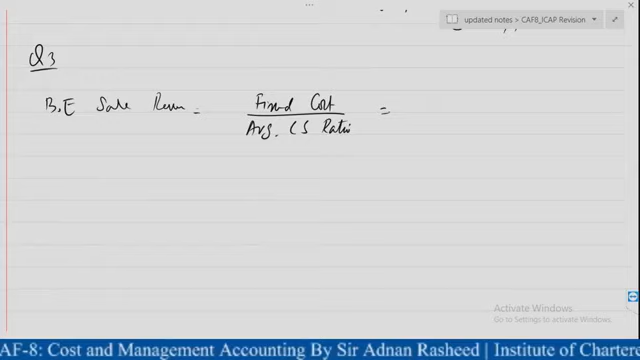 updated notes > CAF8_ICAP Revision
Q3
B.E Sale Reven = Fixed Cost
Avg. CS Ratio =
Activate Windows
Go to Settings to activate Windows.
AF-8: Cost and Management Accounting By Sir Adnan Rasheed | Institute of Charter